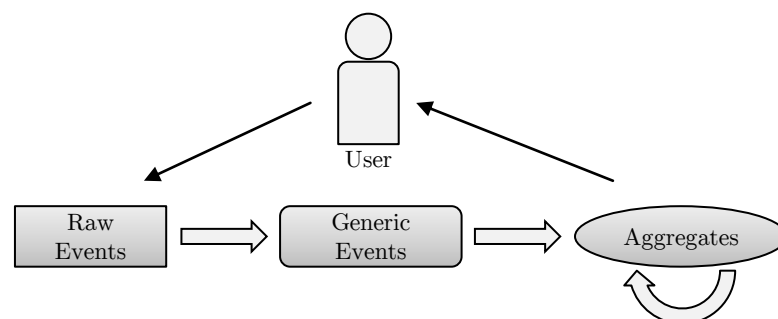 User
Raw
Events
Generic
Events
Aggregates